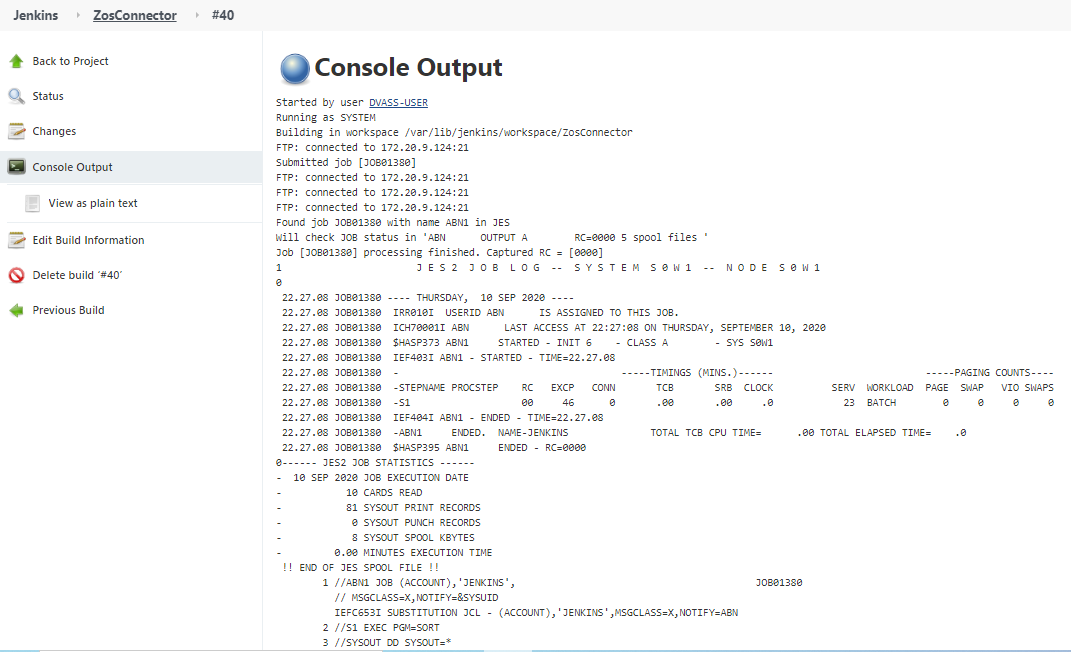 Jenkins › ZosConnector › #40
Back to Project
Status
Changes
Console Output
View as plain text
Edit Build Information
Delete build ‘#40’
Previous Build
Console Output
Started by user DVASS-USER
Running as SYSTEM
Building in workspace /var/lib/jenkins/workspace/ZosConnector
FTP: connected to 172.20.9.124:21
Submitted job [JOB01380]
FTP: connected to 172.20.9.124:21
FTP: connected to 172.20.9.124:21
FTP: connected to 172.20.9.124:21
Found job JOB01380 with name ABN1 in JES
Will check JOB status in 'ABN      OUTPUT A        RC=0000 5 spool files '
Job [JOB01380] processing finished. Captured RC = [0000]
1                       J E S 2  J O B  L O G  --  S Y S T E M  S 0 W 1  --  N O D E  S 0 W 1
0
 22.27.08 JOB01380 ---- THURSDAY,  10 SEP 2020 ----
 22.27.08 JOB01380  IRR010I  USERID ABN      IS ASSIGNED TO THIS JOB.
 22.27.08 JOB01380  ICH70001I ABN      LAST ACCESS AT 22:27:08 ON THURSDAY, SEPTEMBER 10, 2020
 22.27.08 JOB01380  $HASP373 ABN1     STARTED - INIT 6    - CLASS A        - SYS S0W1
 22.27.08 JOB01380  IEF403I ABN1 - STARTED - TIME=22.27.08
 22.27.08 JOB01380  -                                      -----TIMINGS (MINS.)------                          -----PAGING COUNTS----
 22.27.08 JOB01380  -STEPNAME PROCSTEP    RC   EXCP   CONN       TCB       SRB  CLOCK          SERV  WORKLOAD  PAGE  SWAP   VIO SWAPS
 22.27.08 JOB01380  -S1                   00     46      0       .00       .00   .0            23  BATCH        0     0     0     0
 22.27.08 JOB01380  IEF404I ABN1 - ENDED - TIME=22.27.08
 22.27.08 JOB01380  -ABN1     ENDED.  NAME-JENKINS              TOTAL TCB CPU TIME=      .00 TOTAL ELAPSED TIME=    .0
 22.27.08 JOB01380  $HASP395 ABN1     ENDED - RC=0000
0------ JES2 JOB STATISTICS ------
-  10 SEP 2020 JOB EXECUTION DATE
-           10 CARDS READ
-           81 SYSOUT PRINT RECORDS
-            0 SYSOUT PUNCH RECORDS
-            8 SYSOUT SPOOL KBYTES
-         0.00 MINUTES EXECUTION TIME
 !! END OF JES SPOOL FILE !!
        1 //ABN1 JOB (ACCOUNT),'JENKINS',                                         JOB01380
          // MSGCLASS=X,NOTIFY=&SYSUID
          IEFC653I SUBSTITUTION JCL - (ACCOUNT),'JENKINS',MSGCLASS=X,NOTIFY=ABN
        2 //S1 EXEC PGM=SORT
        3 //SYSOUT DD SYSOUT=*